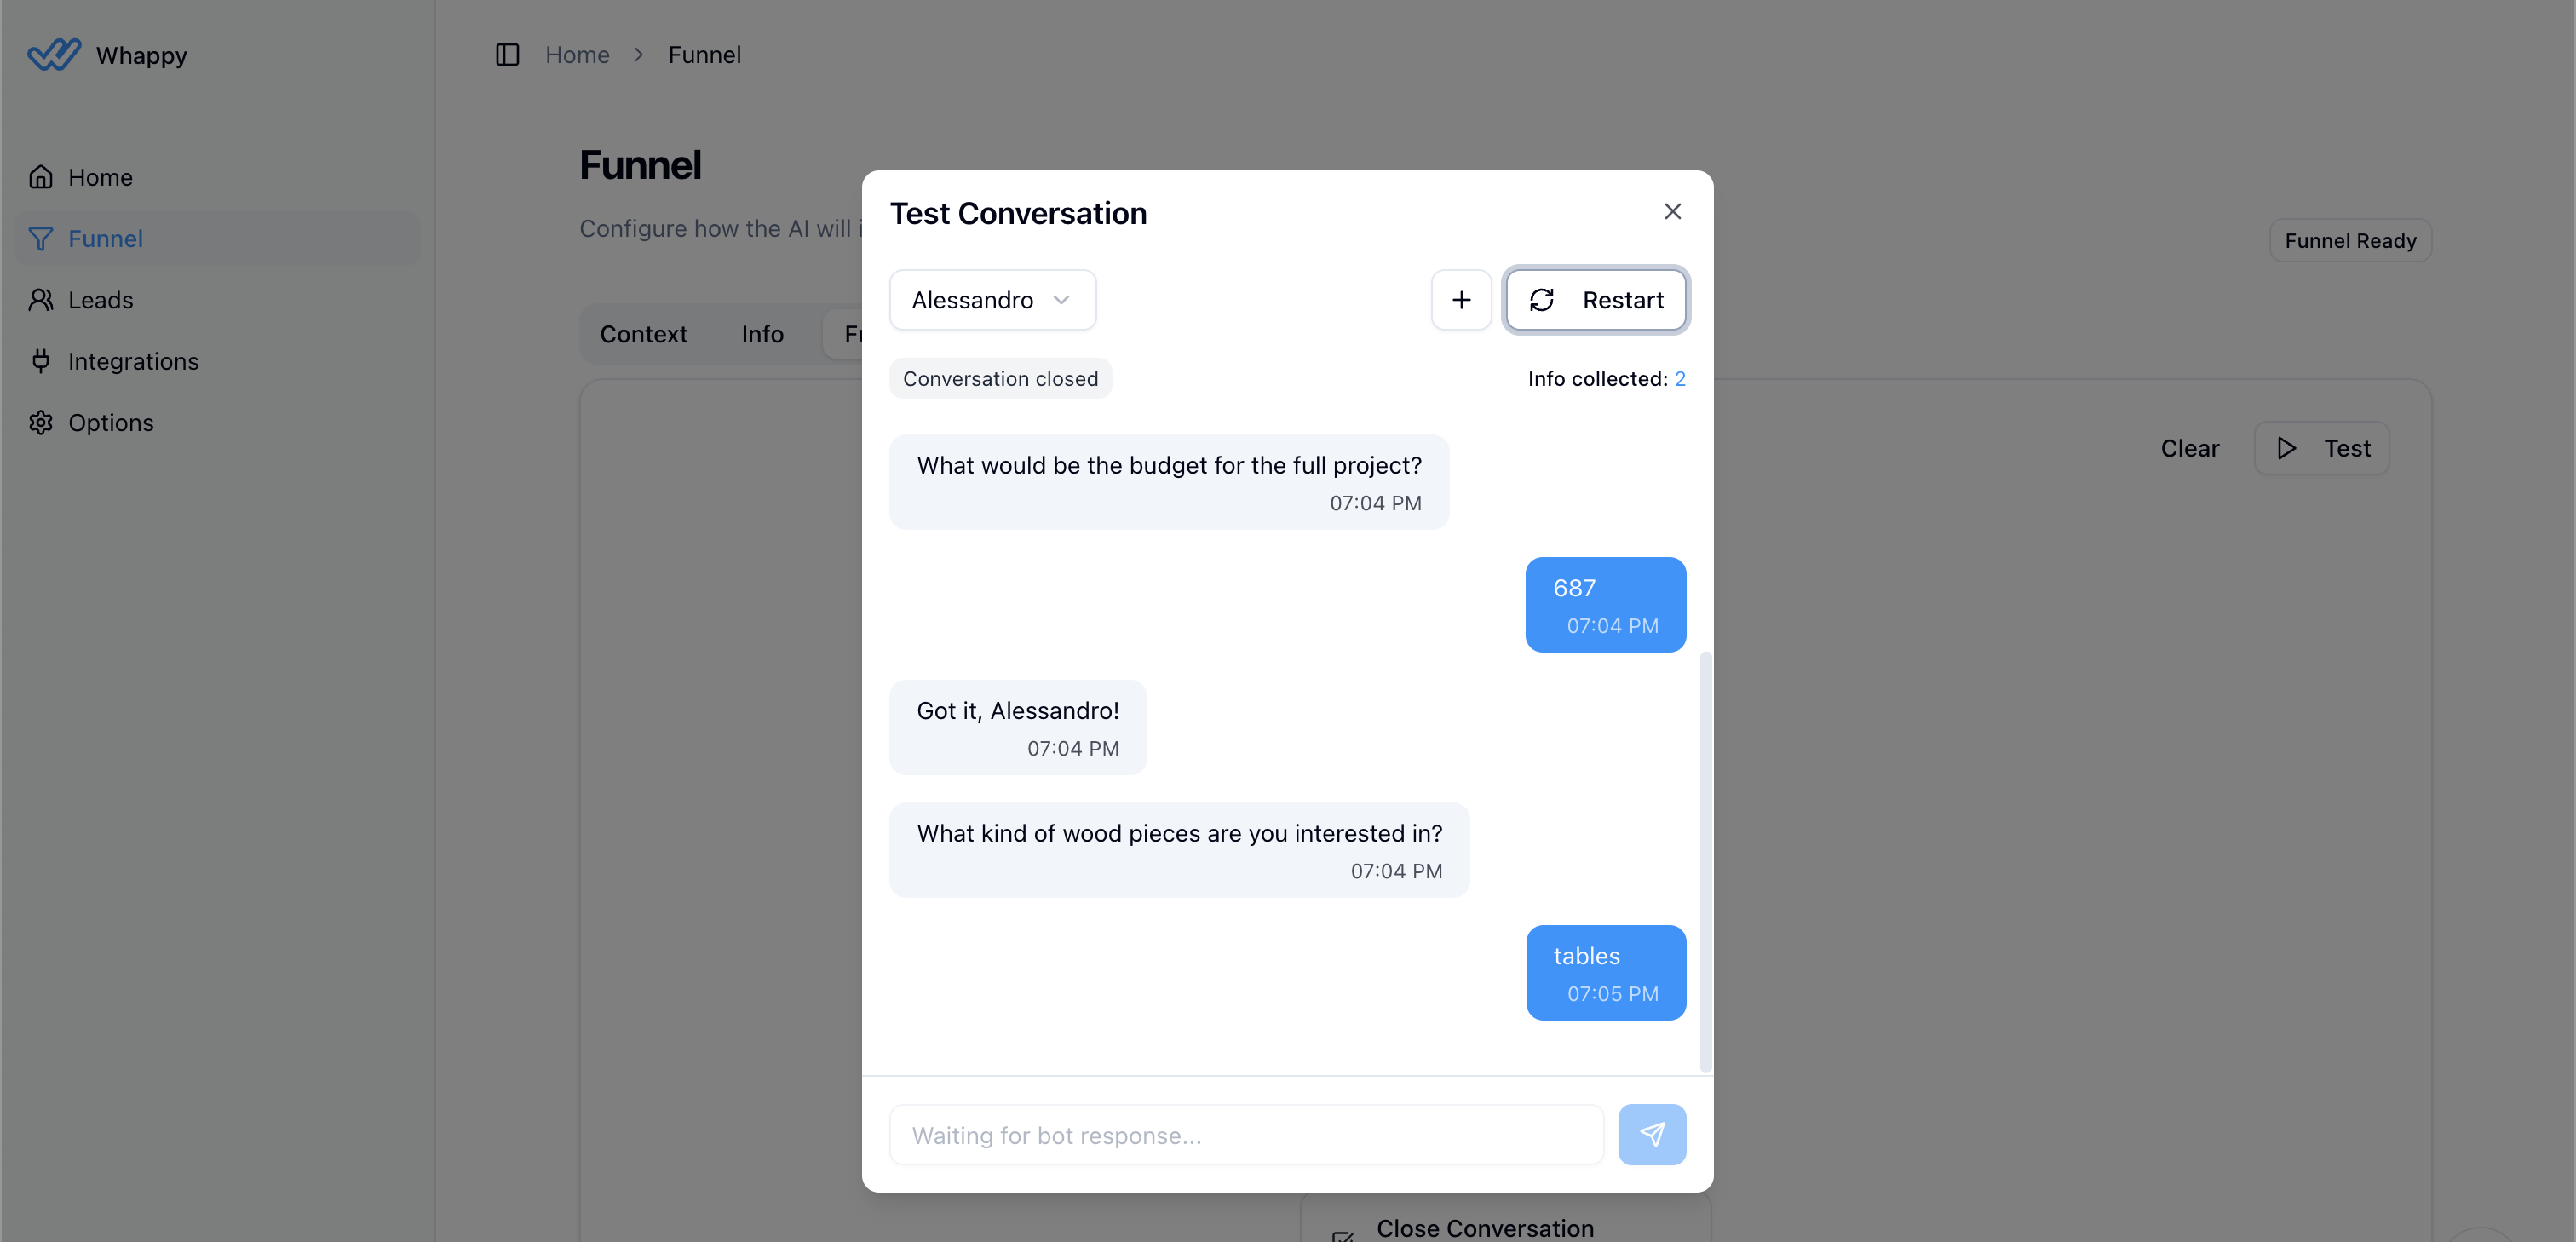 Whappy
Home
Funnel
Leads
Integrations
Options
Home > Funnel
Funnel
Configure how the AI will i
Funnel Ready
Context
Info
Fu
Clear
Test
Test Conversation
Alessandro
Restart
Conversation closed
Info collected: 2
What would be the budget for the full project?
07:04 PM
687
07:04 PM
Got it, Alessandro!
07:04 PM
What kind of wood pieces are you interested in?
07:04 PM
tables
07:05 PM
Waiting for bot response...
Close Conversation